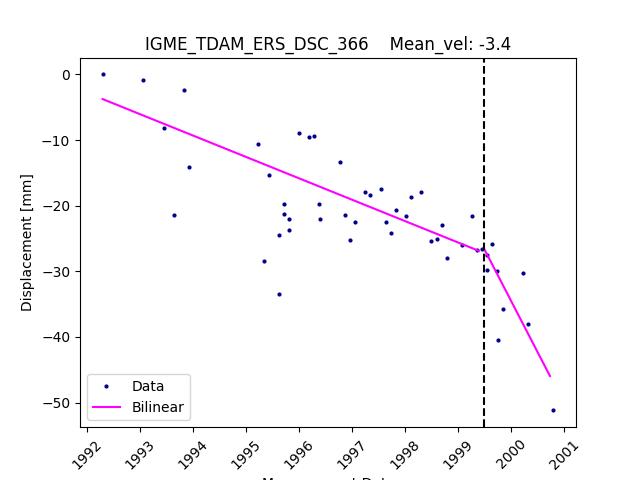 IGME_TDAM_ERS_DSC_366    Mean_vel: -3.4
0
−10
−20
−30
−40
−50
Displacement [mm]
Data
Bilinear
1992 1993 1994 1995 1996 1997 1998 1999 2000 2001